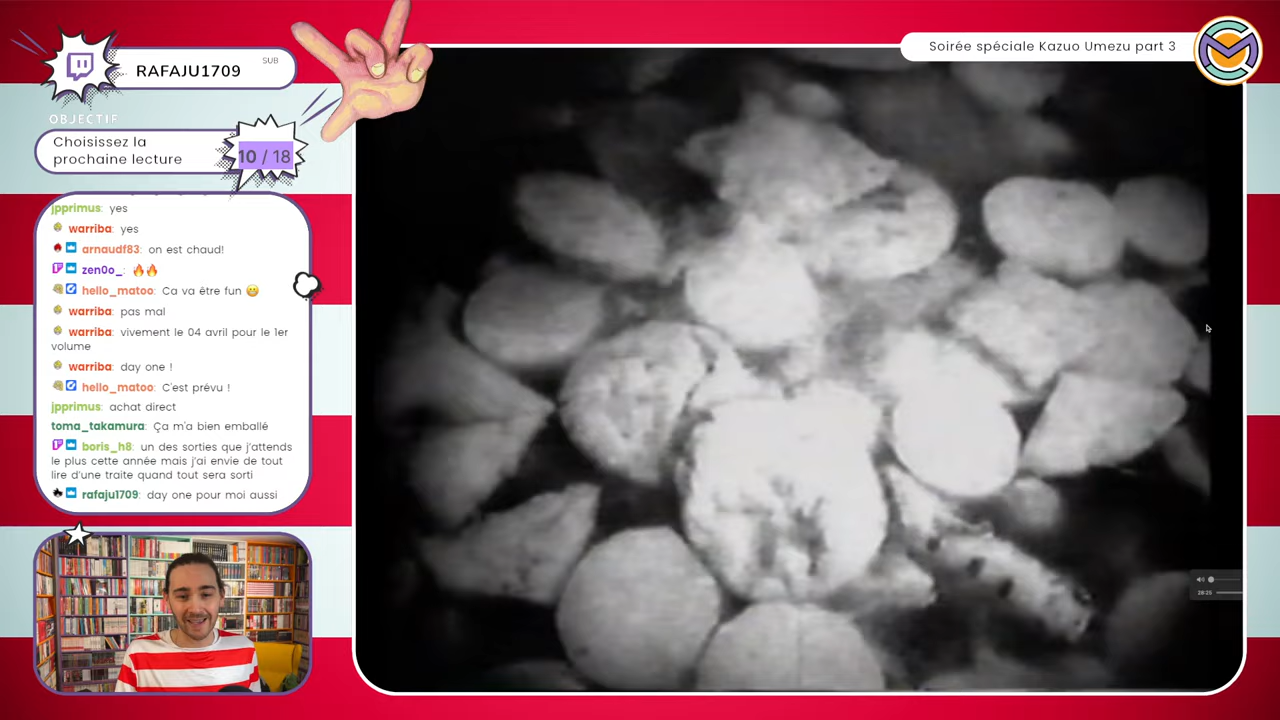 RAFAJU1709
SUB
OBJECTIF
Choisissez la
prochaine lecture
10 / 18
jpprimus: yes
warriba: pas mal
warriba: vivement le 04 avril pour le 1er
volume
warriba: yes
arnaudf83: on est chaud!
zen0o_: 🔥🔥
hello_matoo: Ca va être fun 😀
warriba: day one !
hello_matoo: C'est prévu !
jpprimus: achat direct
toma_takamura: Ça m'a bien emballé
boris_h8: un des sorties que j'attends
le plus cette année mais j'ai envie de tout
lire d'une traite quand tout sera sorti
rafaju1709: day one pour moi aussi
Soirée spéciale Kazuo Umezu part 3
28:25